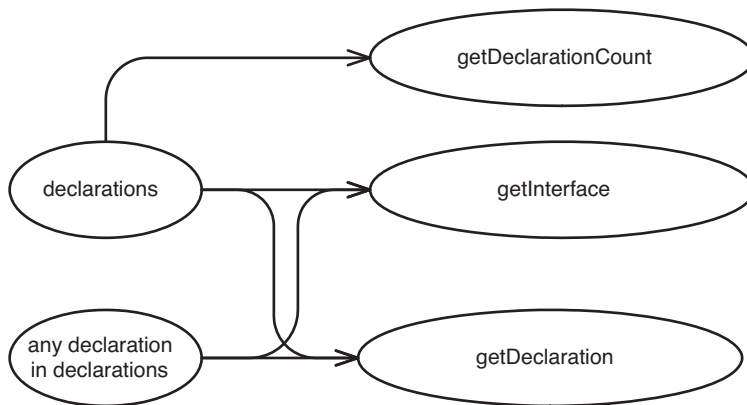 getDeclarationCount
declarations
getInterface
any declaration
in declarations
getDeclaration